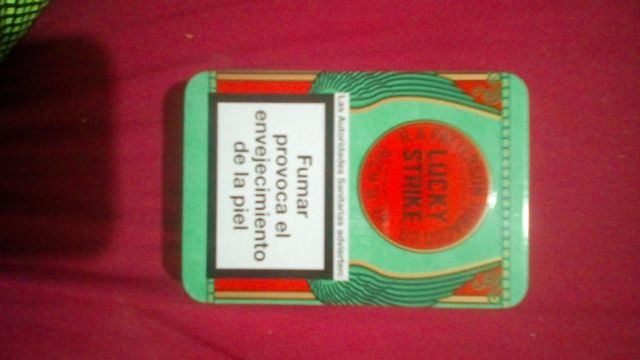 LUCKY
STRIKE
Las Autoridades Sanitarias advierten:
Fumar
provoca el
envejecimiento
de la piel